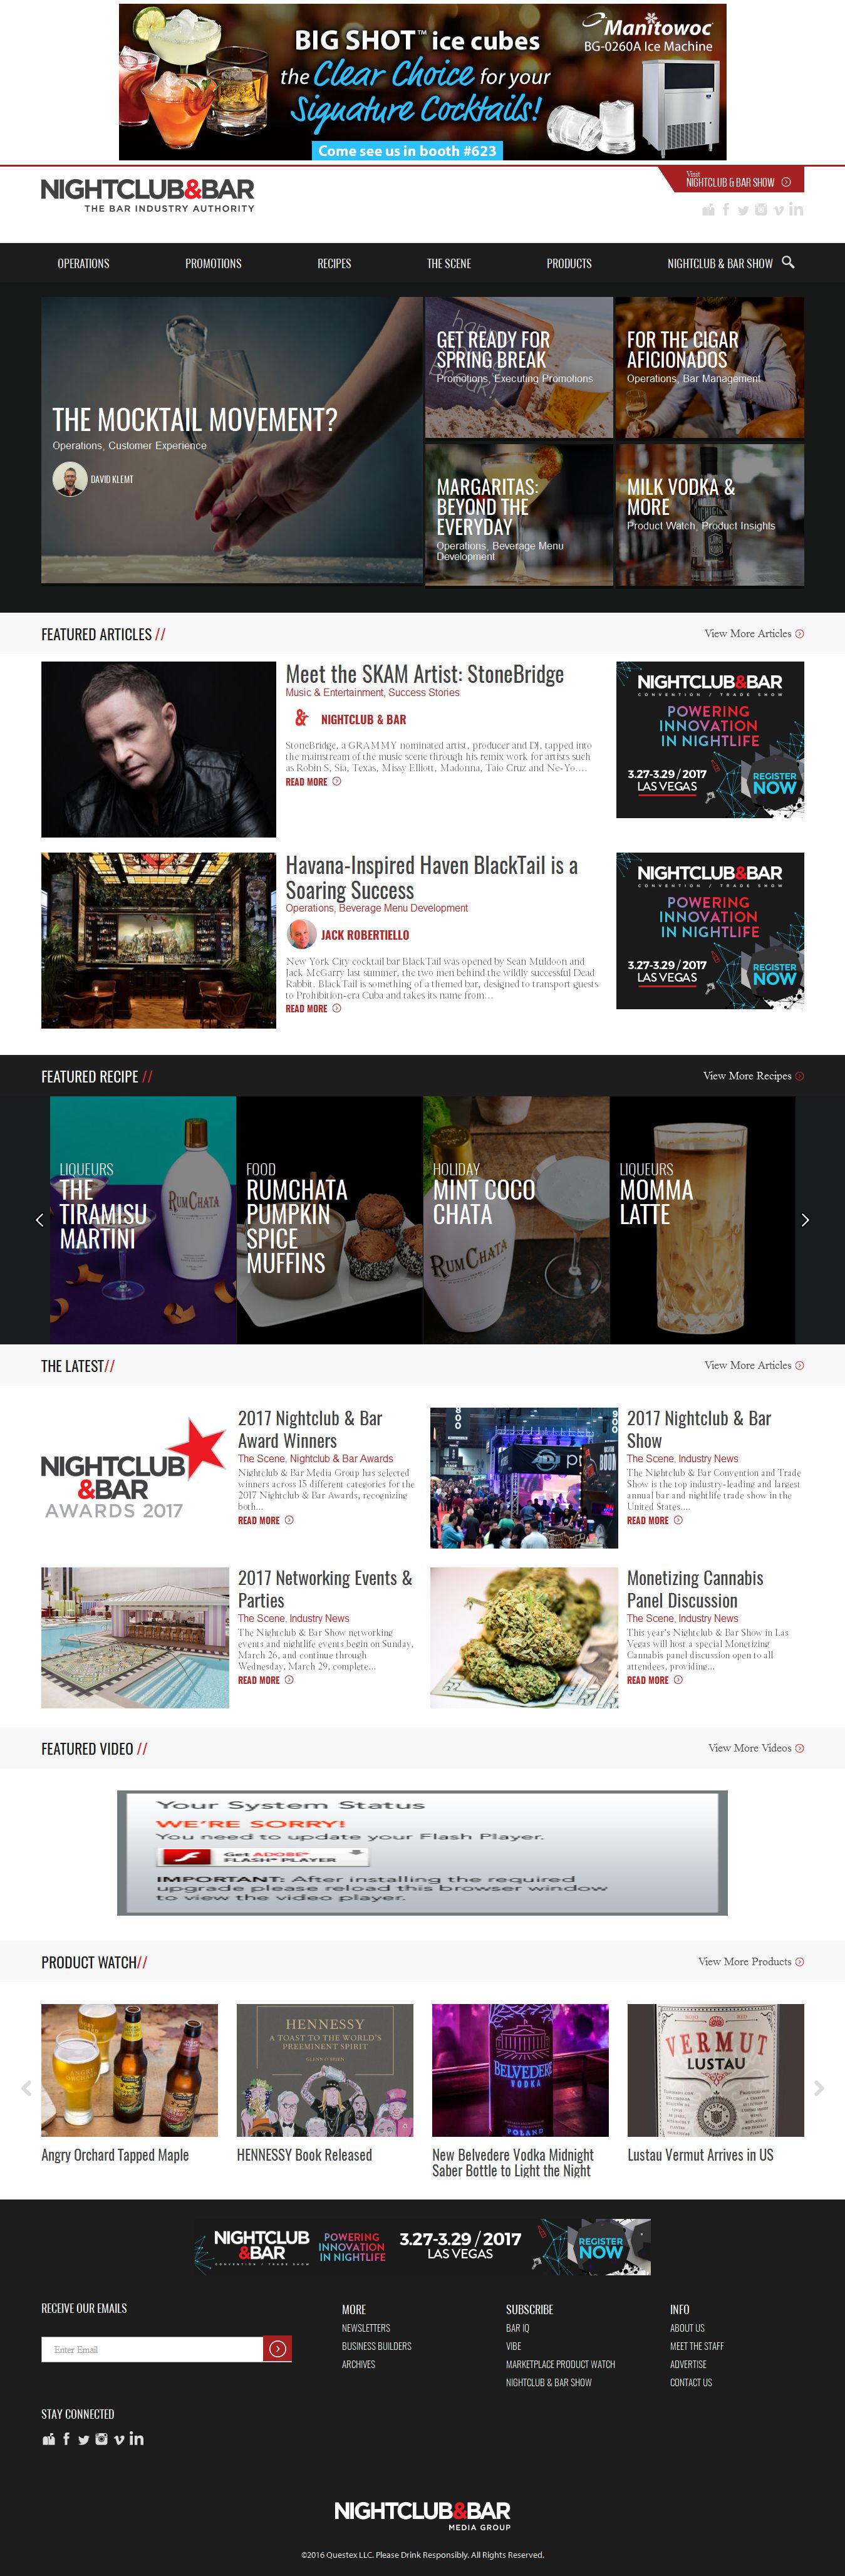 BIG SHOT™ ice cubes
the Clear Choice for your
Signature Cocktails!
Come see us in booth #623
Manitowoc
BG-0260A Ice Machine
NIGHTCLUB&BAR
THE BAR INDUSTRY AUTHORITY
Visit
NIGHTCLUB & BAR SHOW
OPERATIONS PROMOTIONS RECIPES THE SCENE PRODUCTS NIGHTCLUB & BAR SHOW
THE MOCKTAIL MOVEMENT?
Operations, Customer Experience
DAVID KLEMT
GET READY FOR
SPRING BREAK
Promotions, Executing Promotions
FOR THE CIGAR
AFICIONADOS
Operations, Bar Management
MARGARITAS:
BEYOND THE
EVERYDAY
Operations, Beverage Menu
Development
MILK VODKA &
MORE
Product Watch, Product Insights
FEATURED ARTICLES //
View More Articles
Meet the SKAM Artist: StoneBridge
Music & Entertainment, Success Stories
& NIGHTCLUB & BAR
StoneBridge, a GRAMMY nominated artist, producer and DJ, tapped into
the mainstream of the music scene through his remix work for artists such
as Robin S, Sia, Texas, Missy Elliott, Madonna, Taio Cruz and Ne-Yo....
READ MORE
NIGHTCLUB&BAR
CONVENTION / TRADE SHOW
POWERING
INNOVATION
IN NIGHTLIFE
3.27-3.29 / 2017
LAS VEGAS
REGISTER
NOW
Havana-Inspired Haven BlackTail is a
Soaring Success
Operations, Beverage Menu Development
JACK ROBERTIELLO
New York City cocktail bar BlackTail was opened by Sean Muldoon and
Jack McGarry last summer, the two men behind the wildly successful Dead
Rabbit. BlackTail is something of a themed bar, designed to transport guests
to Prohibition-era Cuba and takes its name from...
READ MORE
NIGHTCLUB&BAR
CONVENTION / TRADE SHOW
POWERING
INNOVATION
IN NIGHTLIFE
3.27-3.29 / 2017
LAS VEGAS
REGISTER
NOW
FEATURED RECIPE //
View More Recipes
LIQUEURS
THE
TIRAMISU
MARTINI
RUMCHATA
FOOD
RUMCHATA
PUMPKIN
SPICE
MUFFINS
HOLIDAY
MINT COCO
CHATA
RUMCHATA
LIQUEURS
MOMMA
LATTE
THE LATEST//
View More Articles
NIGHTCLUB
&BAR
AWARDS 2017
2017 Nightclub & Bar
Award Winners
The Scene, Nightclub & Bar Awards
Nightclub & Bar Media Group has selected
winners across 15 different categories for the
2017 Nightclub & Bar Awards, recognizing
both...
READ MORE
800
900
2017 Nightclub & Bar
Show
The Scene, Industry News
The Nightclub & Bar Convention and Trade
Show is the top industry-leading and largest
annual bar and nightlife trade show in the
United States....
READ MORE
2017 Networking Events &
Parties
The Scene, Industry News
The Nightclub & Bar Show networking
events and nightlife events begin on Sunday,
March 26, and continue through
Wednesday, March 29, complete...
READ MORE
Monetizing Cannabis
Panel Discussion
The Scene, Industry News
This year's Nightclub & Bar Show in Las
Vegas will host a special Monetizing
Cannabis panel discussion open to all
attendees, providing...
READ MORE
FEATURED VIDEO //
View More Videos
Your System Status
WE'RE SORRY!
You need to update your Flash Player.
Get ADOBE®
FLASH® PLAYER
IMPORTANT: After installing the required
upgrade please reload this browser window
to view the video player.
PRODUCT WATCH//
View More Products
HENNESSY
A TOAST TO THE WORLD'S
PREEMINENT SPIRIT
GLENN O'BRIEN
BELVEDERE
VODKA
POLAND
VERMUT
LUSTAU
Angry Orchard Tapped Maple
HENNESSY Book Released
New Belvedere Vodka Midnight
Saber Bottle to Light the Night
Lustau Vermut Arrives in US
NIGHTCLUB
&BAR
CONVENTION / TRADE SHOW
POWERING
INNOVATION
IN NIGHTLIFE
3.27-3.29 / 2017
LAS VEGAS
REGISTER
NOW
RECEIVE OUR EMAILS
Enter Email
STAY CONNECTED
MORE
NEWSLETTERS
BUSINESS BUILDERS
ARCHIVES
SUBSCRIBE
BAR IQ
VIBE
MARKETPLACE PRODUCT WATCH
NIGHTCLUB & BAR SHOW
INFO
ABOUT US
MEET THE STAFF
ADVERTISE
CONTACT US
NIGHTCLUB&BAR
MEDIA GROUP
©2016 Questex LLC. Please Drink Responsibly. All Rights Reserved.